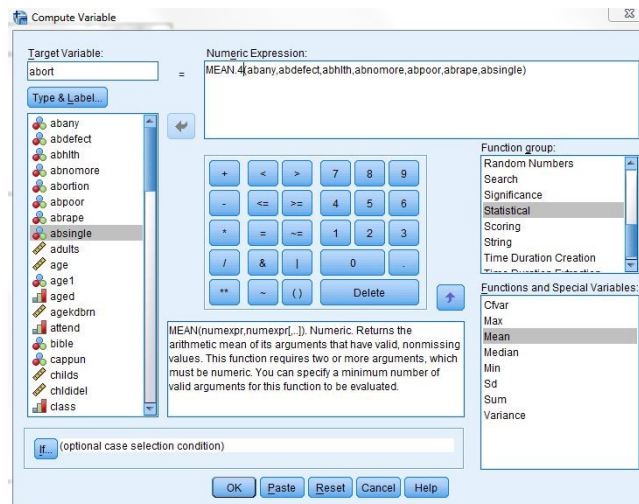 Compute Variable
Target Variable:
abort
=
Numeric Expression:
MEAN.4(abany,abdefect,abhlth,abnomore,abpoor,abrape,absingle)
Type & Label...
abany
abdefect
abhlth
abnomore
abortion
abpoor
abrape
absingle
adults
age
age1
aged
agekdbrn
attend
bible
cappun
childs
chldidel
class
+ < > 7 8 9
- <= >= 4 5 6
* = ~= 1 2 3
/ & | 0 .
** ~ ( ) Delete
MEAN(numexpr,numexpr[,..]). Numeric. Returns the
arithmetic mean of its arguments that have valid, nonmissing
values. This function requires two or more arguments, which
must be numeric. You can specify a minimum number of
valid arguments for this function to be evaluated.
Function group:
Random Numbers
Search
Significance
Statistical
Scoring
String
Time Duration Creation
Time Duration Extraction
Functions and Special Variables:
Cfvar
Max
Mean
Median
Min
Sd
Sum
Variance
If... (optional case selection condition)
OK Paste Reset Cancel Help